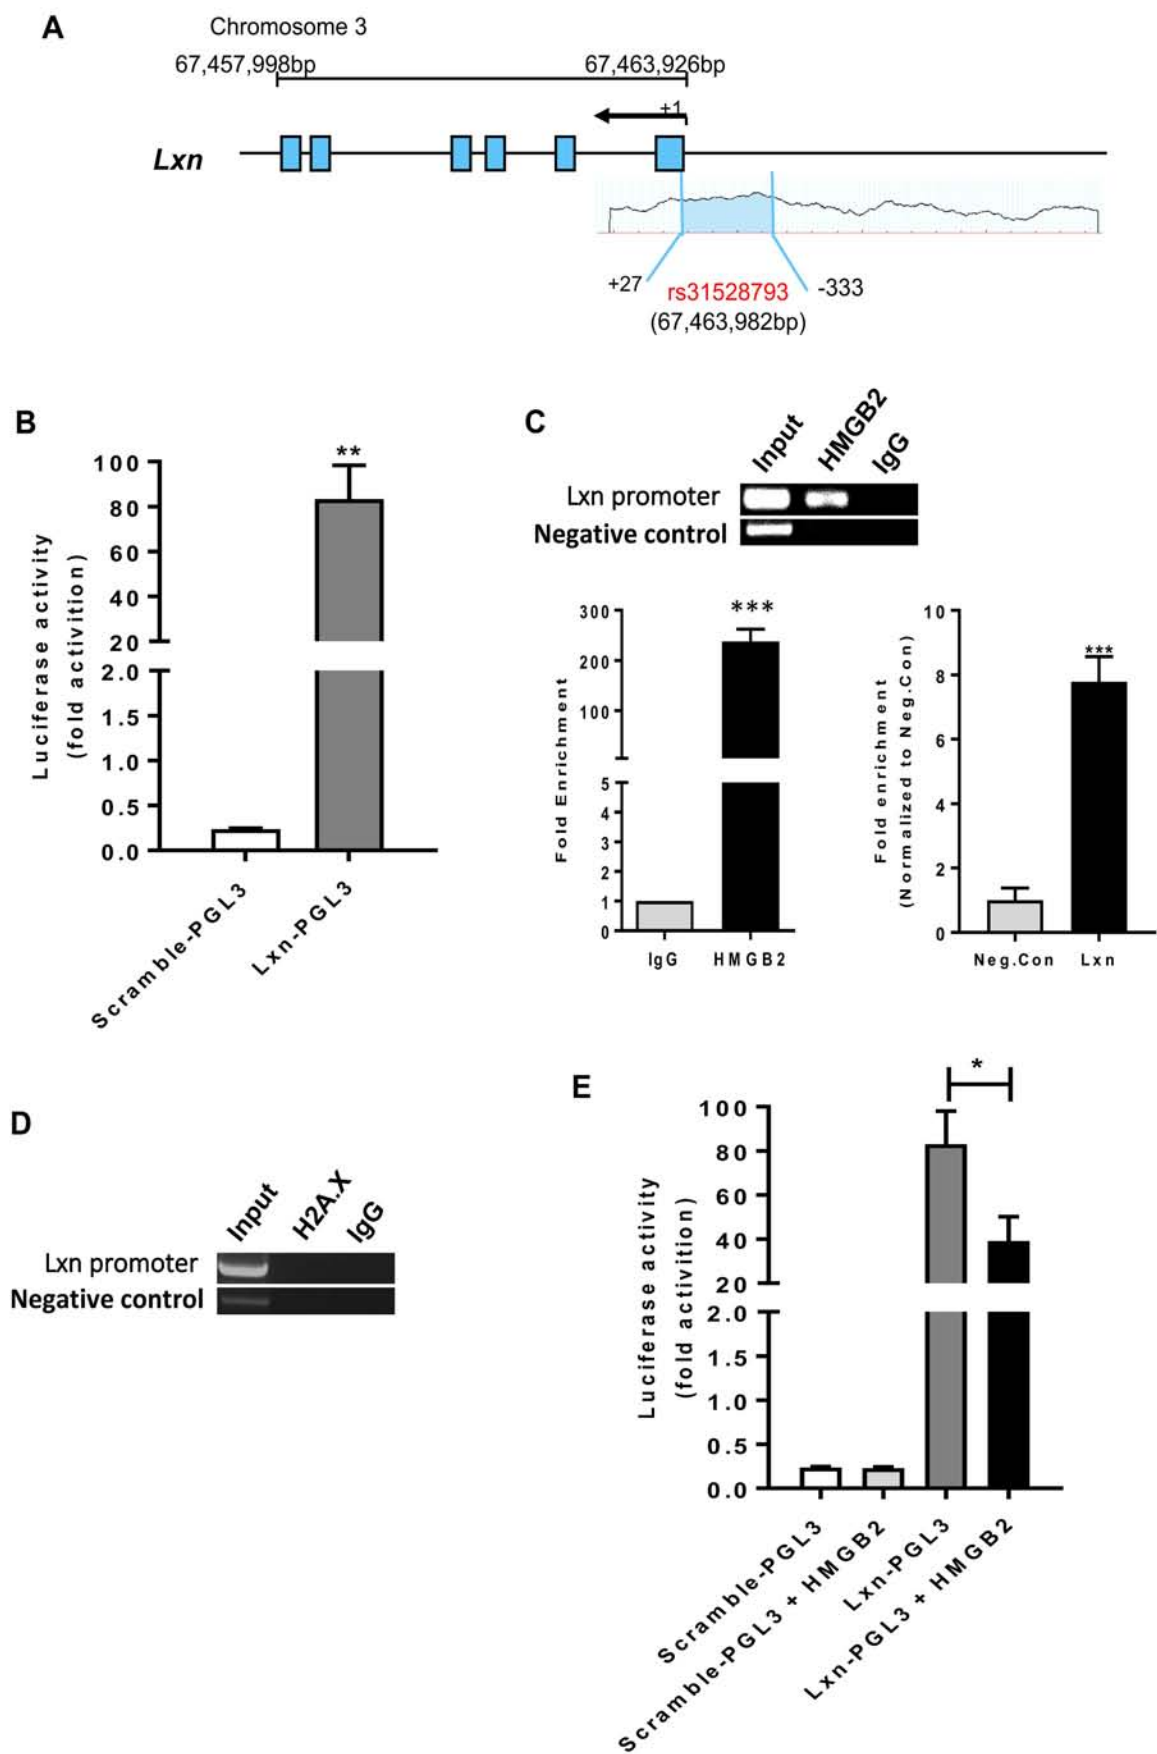 A
Chromosome 3
67,457,998bp
67,463,926bp
+1
Lxn
+27
rs31528793
-333
(67,463,982bp)
B
**
100
80
60
40
20
2.0
1.5
1.0
0.5
0.0
Luciferase activity
(fold activition)
Scramble-PGL3
Lxn-PGL3
C
Input
HMGB2
IgG
Lxn promoter
Negative control
***
300
200
100
5
4
3
2
1
0
Fold Enrichment
IgG
HMGB2
***
10
8
6
4
2
0
Fold enrichment
(Normalized to Neg.Con)
Neg.Con
Lxn
D
Input
H2A.X
IgG
Lxn promoter
Negative control
E
*
100
80
60
40
20
2.0
1.5
1.0
0.5
0.0
Luciferase activity
(fold activition)
Scramble-PGL3
Scramble-PGL3 + HMGB2
Lxn-PGL3
Lxn-PGL3 + HMGB2